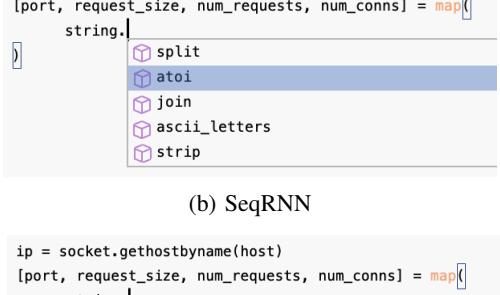 [port, request_size, num_requests, num_conns] = map(
string.
)
split
atoi
join
ascii_letters
strip
(b) SeqRNN
ip = socket.gethostbyname(host)
[port, request_size, num_requests, num_conns] = map(